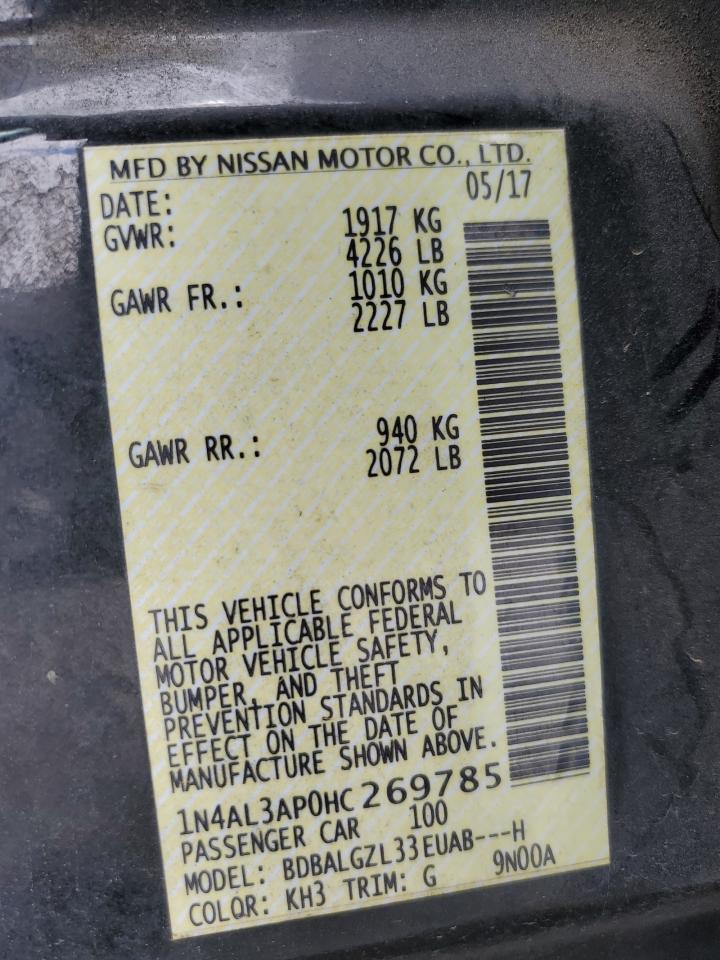 MFD BY NISSAN MOTOR CO., LTD.
DATE: 05/17
GVWR: 1917 KG
4226 LB
GAWR FR.: 1010 KG
2227 LB
GAWR RR.: 940 KG
2072 LB
THIS VEHICLE CONFORMS TO
ALL APPLICABLE FEDERAL
MOTOR VEHICLE SAFETY,
BUMPER, AND THEFT
PREVENTION STANDARDS IN
EFFECT ON THE DATE OF
MANUFACTURE SHOWN ABOVE.
1N4AL3AP0HC269785
PASSENGER CAR 100
MODEL: BDBALGZL33EUAB---H
COLOR: KH3 TRIM: G 9N00A